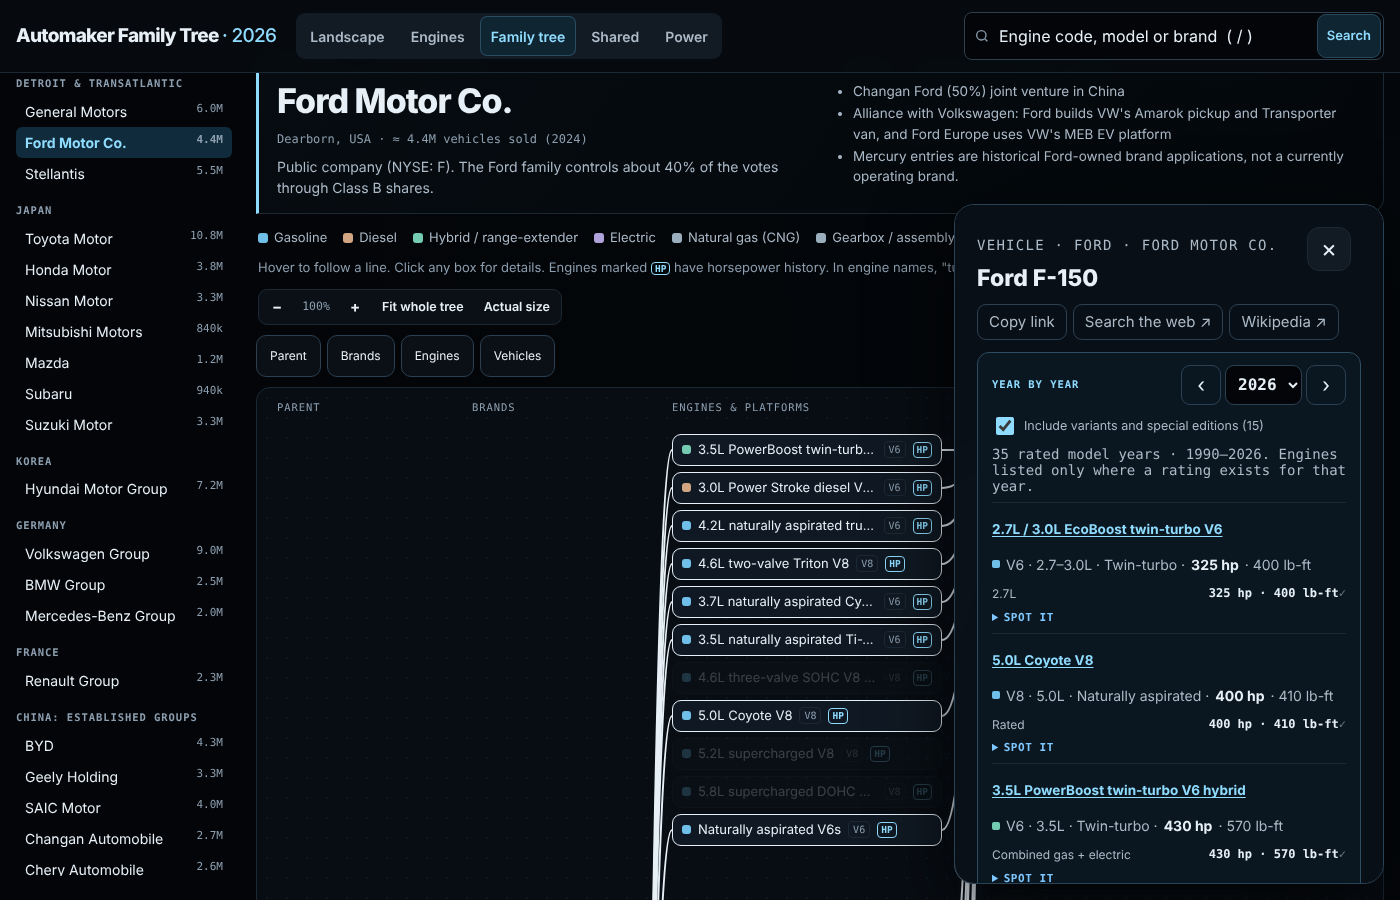 Automaker Family Tree · 2026
Landscape
Engines
Family tree
Shared
Power
Engine code, model or brand ( / )
Search
DETROIT & TRANSATLANTIC
General Motors 6.0M
Ford Motor Co. 4.4M
Stellantis 5.5M
JAPAN
Toyota Motor 10.8M
Honda Motor 3.8M
Nissan Motor 3.3M
Mitsubishi Motors 840k
Mazda 1.2M
Subaru 940k
Suzuki Motor 3.3M
KOREA
Hyundai Motor Group 7.2M
GERMANY
Volkswagen Group 9.0M
BMW Group 2.5M
Mercedes-Benz Group 2.0M
FRANCE
Renault Group 2.3M
CHINA: ESTABLISHED GROUPS
BYD 4.3M
Geely Holding 3.3M
SAIC Motor 4.0M
Changan Automobile 2.7M
Chery Automobile 2.6M
Ford Motor Co.
Dearborn, USA · ≈ 4.4M vehicles sold (2024)
Public company (NYSE: F). The Ford family controls about 40% of the votes
through Class B shares.
• Changan Ford (50%) joint venture in China
• Alliance with Volkswagen: Ford builds VW's Amarok pickup and Transporter
van, and Ford Europe uses VW's MEB EV platform
• Mercury entries are historical Ford-owned brand applications, not a currently
operating brand.
Gasoline
Diesel
Hybrid / range-extender
Electric
Natural gas (CNG)
Gearbox / assembly
Hover to follow a line. Click any box for details. Engines marked HP have horsepower history. In engine names, "tu
− 100% + Fit whole tree Actual size
Parent
Brands
Engines
Vehicles
PARENT
BRANDS
ENGINES & PLATFORMS
3.5L PowerBoost twin-turb... V6 HP
3.0L Power Stroke diesel V... V6 HP
4.2L naturally aspirated tru... V6 HP
4.6L two-valve Triton V8 V8 HP
3.7L naturally aspirated Cy... V6 HP
3.5L naturally aspirated Ti-... V6 HP
4.6L three-valve SOHC V8 ... V8 HP
5.0L Coyote V8 V8 HP
5.2L supercharged V8 V8 HP
5.8L supercharged DOHC ... V8 HP
Naturally aspirated V6s V6 HP
VEHICLE · FORD · FORD MOTOR CO.
Ford F-150
×
Copy link
Search the web ↗
Wikipedia ↗
YEAR BY YEAR
‹ 2026 ›
Include variants and special editions (15)
35 rated model years · 1990–2026. Engines
listed only where a rating exists for that
year.
2.7L / 3.0L EcoBoost twin-turbo V6
V6 · 2.7–3.0L · Twin-turbo · 325 hp · 400 lb-ft
2.7L 325 hp · 400 lb-ft✓
▶ SPOT IT
5.0L Coyote V8
V8 · 5.0L · Naturally aspirated · 400 hp · 410 lb-ft
Rated 400 hp · 410 lb-ft✓
▶ SPOT IT
3.5L PowerBoost twin-turbo V6 hybrid
V6 · 3.5L · Twin-turbo · 430 hp · 570 lb-ft
Combined gas + electric 430 hp · 570 lb-ft✓
▶ SPOT IT